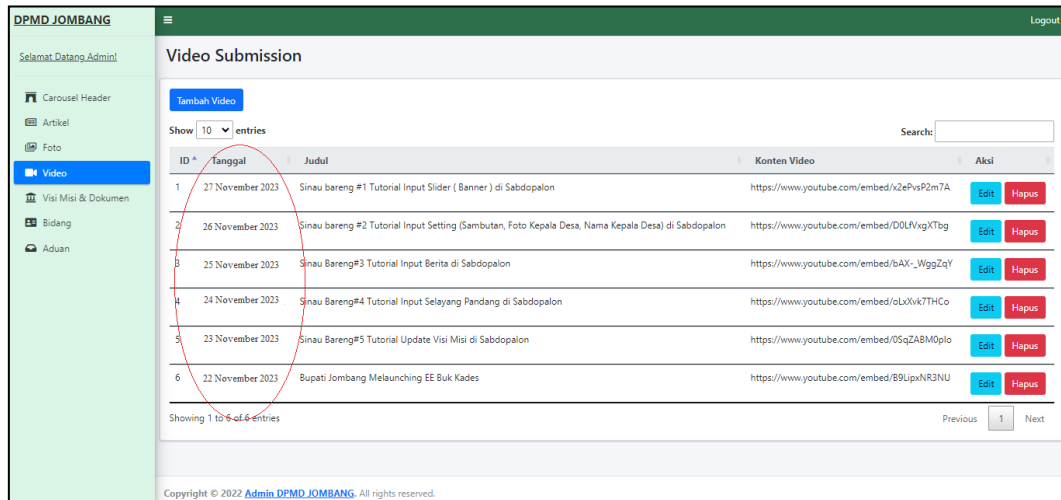 DPMD JOMBANG
Logout
Selamat Datang Admin!
Video Submission
Carousel Header
Artikel
Foto
Video
Visi Misi & Dokumen
Bidang
Aduan
Tambah Video
Show 10 entries
Search:
ID Tanggal Judul Konten Video Aksi
1 27 November 2023 Sinau bareng #1 Tutorial Input Slider ( Banner ) di Sabdopalon https://www.youtube.com/embed/x2ePvsP2m7A Edit Hapus
2 26 November 2023 Sinau bareng #2 Tutorial Input Setting (Sambutan, Foto Kepala Desa, Nama Kepala Desa) di Sabdopalon https://www.youtube.com/embed/D0LfVxgXTbg Edit Hapus
3 25 November 2023 Sinau Bareng#3 Tutorial Input Berita di Sabdopalon https://www.youtube.com/embed/bAX-_WggZqY Edit Hapus
4 24 November 2023 Sinau Bareng#4 Tutorial Input Selayang Pandang di Sabdopalon https://www.youtube.com/embed/oLxXvk7THCo Edit Hapus
5 23 November 2023 Sinau Bareng#5 Tutorial Update Visi Misi di Sabdopalon https://www.youtube.com/embed/0SqZABM0plo Edit Hapus
6 22 November 2023 Bupati Jombang Melaunching EE Buk Kades https://www.youtube.com/embed/B9LipxNR3NU Edit Hapus
Showing 1 to 6 of 6 entries
Previous 1 Next
Copyright © 2022 Admin DPMD JOMBANG. All rights reserved.